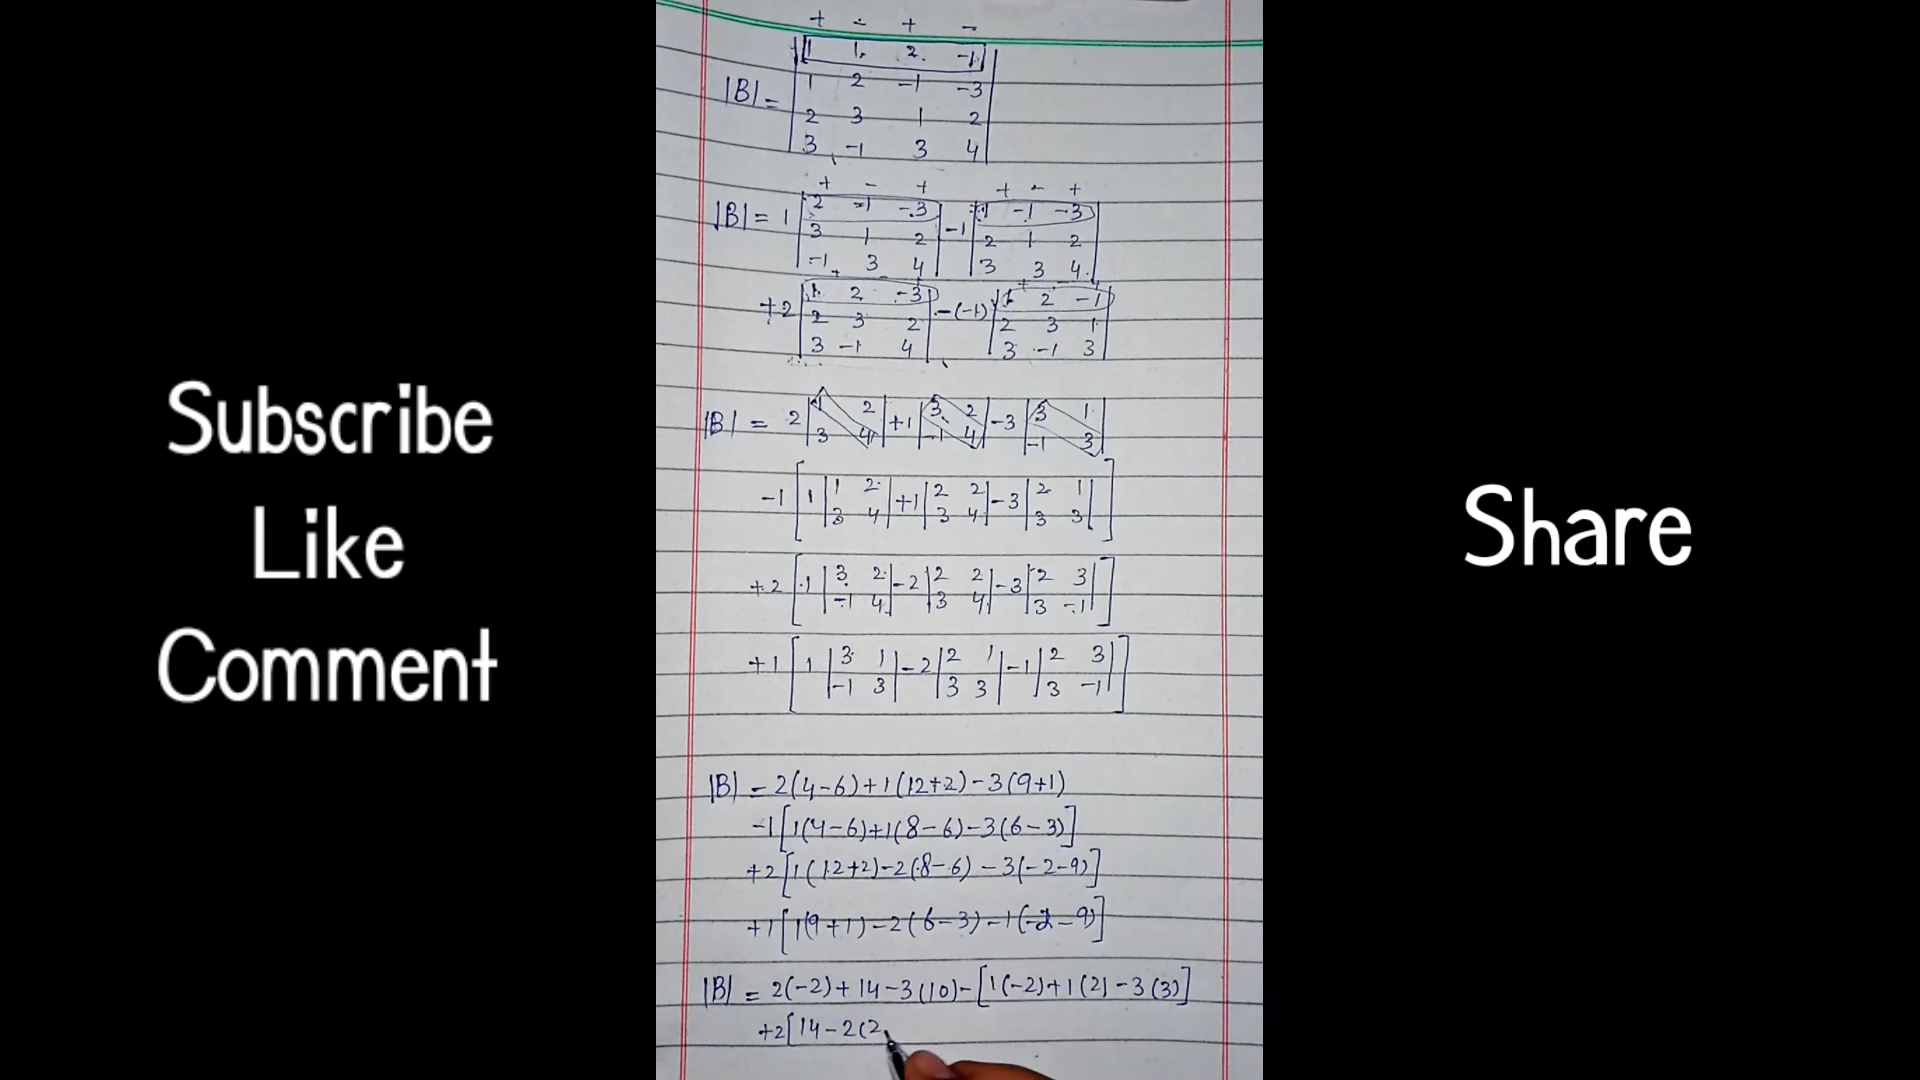 Subscribe
Like
Comment
Share
+ - + -
1 1 2 -1
|B| = 1 2 -1 -3
2 3 1 2
3 -1 3 4
+ - + + - +
|B| = 1 | 2 -1 -3 | -1 | 1 -1 -3 |
3 1 2 2 1 2
-1 3 4 3 3 4
+ - + + - +
+2 | 1 2 -3 | -(-1) | 1 2 -1 |
2 3 2 2 3 1
3 -1 4 3 -1 3
|B| = 2 | 1 2 | +1 | 3 2 | -3 | 3 1 |
3 4 -1 4 -1 3
-1 [ 1 | 1 2 | +1 | 2 2 | -3 | 2 1 | ]
3 4 3 4 3 3
+2 [ 1 | 3 2 | -2 | 2 2 | -3 | 2 3 | ]
-1 4 3 4 3 -1
+1 [ 1 | 3 1 | -2 | 2 1 | -1 | 2 3 | ]
-1 3 3 3 3 -1
|B| = 2(4-6)+1(12+2)-3(9+1)
-1[1(4-6)+1(8-6)-3(6-3)]
+2[1(12+2)-2(8-6)-3(-2-9)]
+1[1(9+1)-2(6-3)-1(-2-9)]
|B| = 2(-2)+14-3(10)-[1(-2)+1(2)-3(3)]
+2[14-2(2